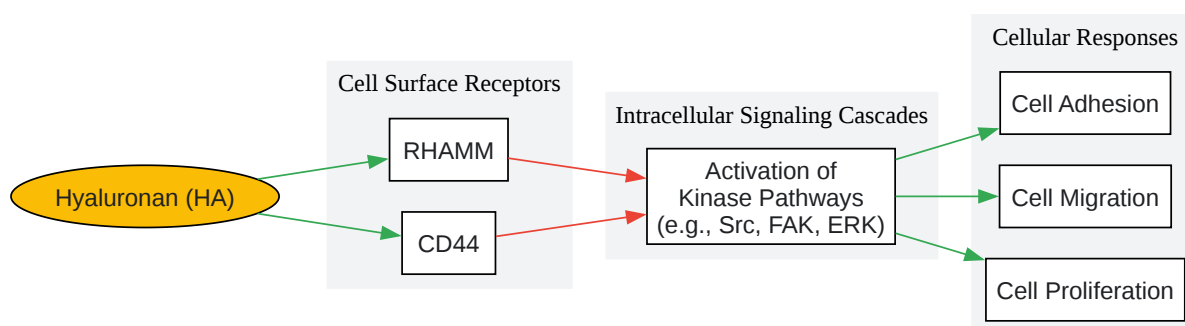 Hyaluronan (HA)
Cell Surface Receptors
RHAMM
CD44
Intracellular Signaling Cascades
Activation of
Kinase Pathways
(e.g., Src, FAK, ERK)
Cellular Responses
Cell Adhesion
Cell Migration
Cell Proliferation